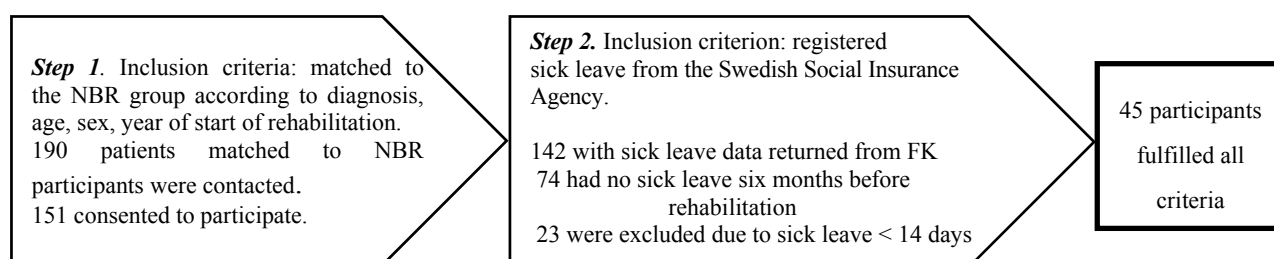 Step 1. Inclusion criteria: matched to
the NBR group according to diagnosis,
age, sex, year of start of rehabilitation.
190 patients matched to NBR
participants were contacted.
151 consented to participate.
Step 2. Inclusion criterion: registered
sick leave from the Swedish Social Insurance
Agency.
142 with sick leave data returned from FK
74 had no sick leave six months before
rehabilitation
23 were excluded due to sick leave < 14 days
45 participants
fulfilled all
criteria